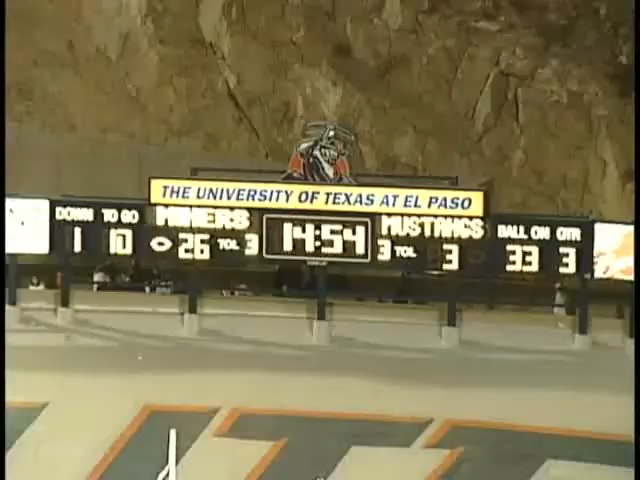 THE UNIVERSITY OF TEXAS AT EL PASO
DOWN TO GO MINERS 14:54 MUSTANGS BALL ON QTR
1 10 26 TOL 3 3 TOL 3 33 3